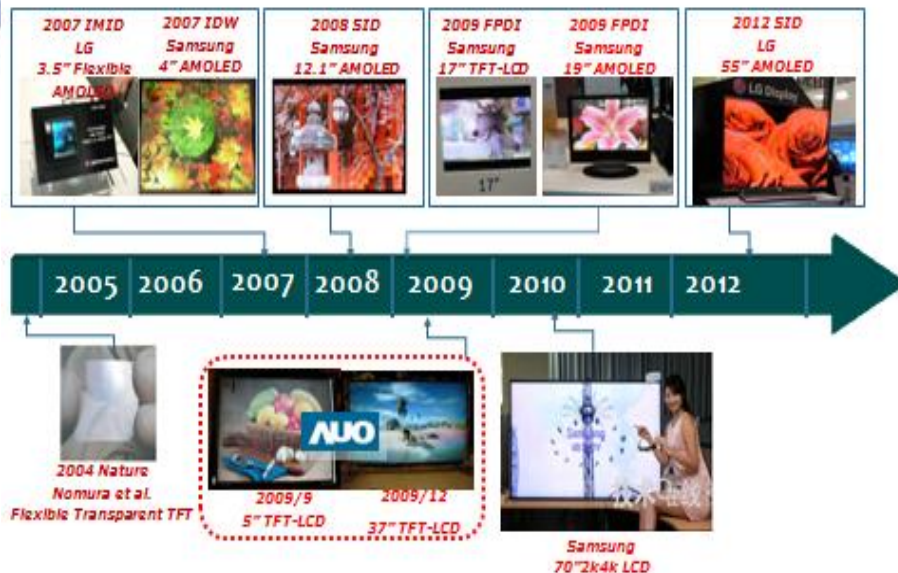 2007 IMID
LG
3.5" Flexible
AMOLED
2007 IDW
Samsung
4" AMOLED
2008 SID
Samsung
12.1" AMOLED
2009 FPDI
Samsung
17" TFT-LCD
2009 FPDI
Samsung
19" AMOLED
2012 SID
LG
55" AMOLED
LG Display
17"
2005
2006
2007
2008
2009
2010
2011
2012
2004 Nature
Nomura et al.
Flexible Transparent TFT
AUO
2009/9
5" TFT-LCD
2009/12
37" TFT-LCD
Samsung
70"2k4k LCD